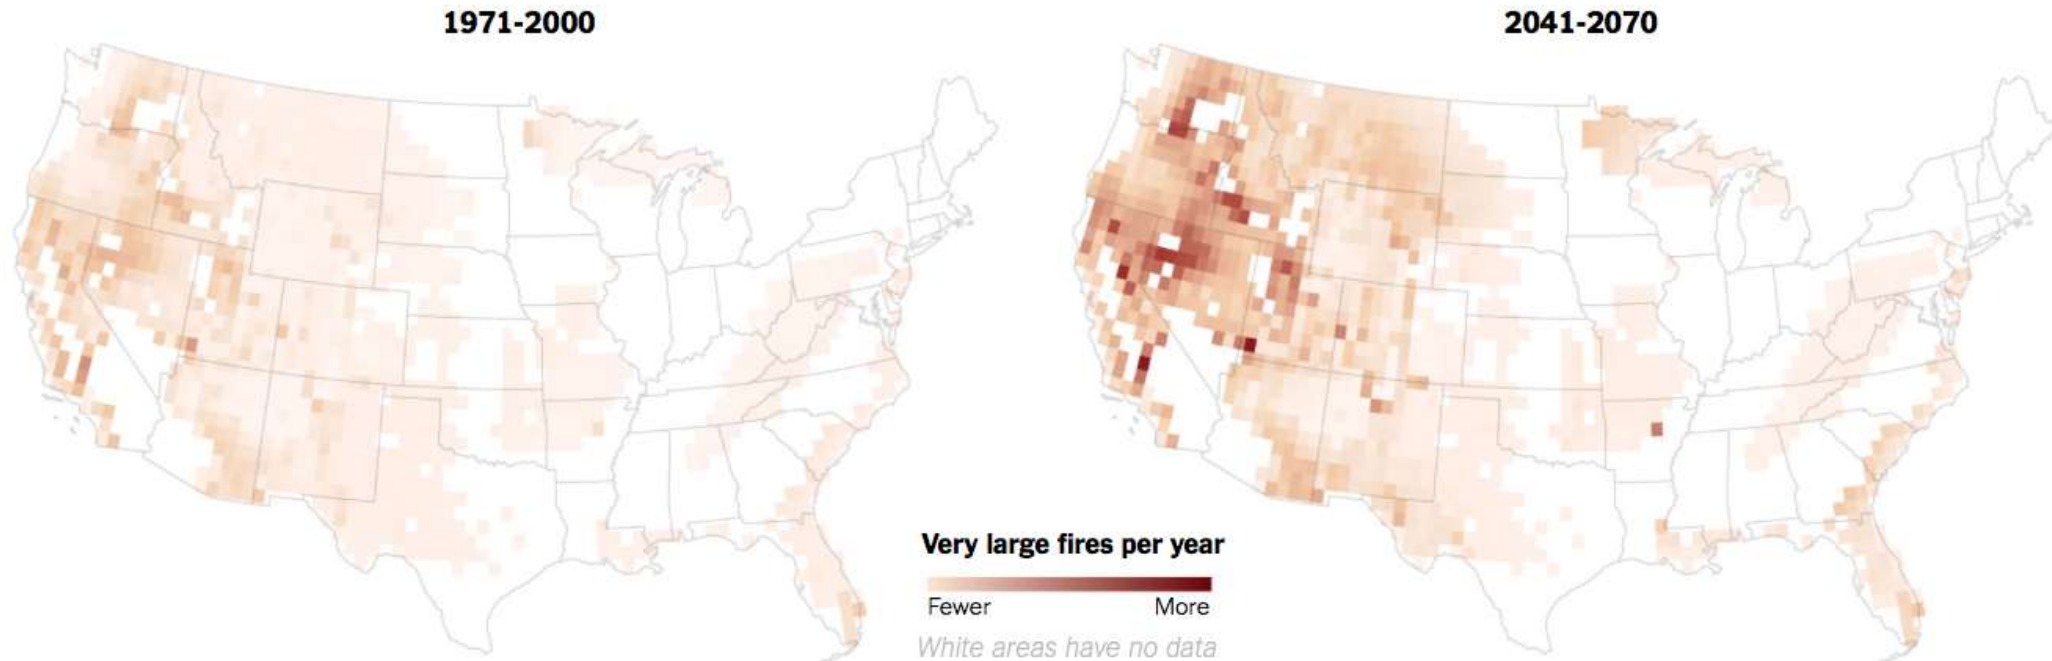 1971-2000
2041-2070
Very large fires per year
Fewer
More
White areas have no data